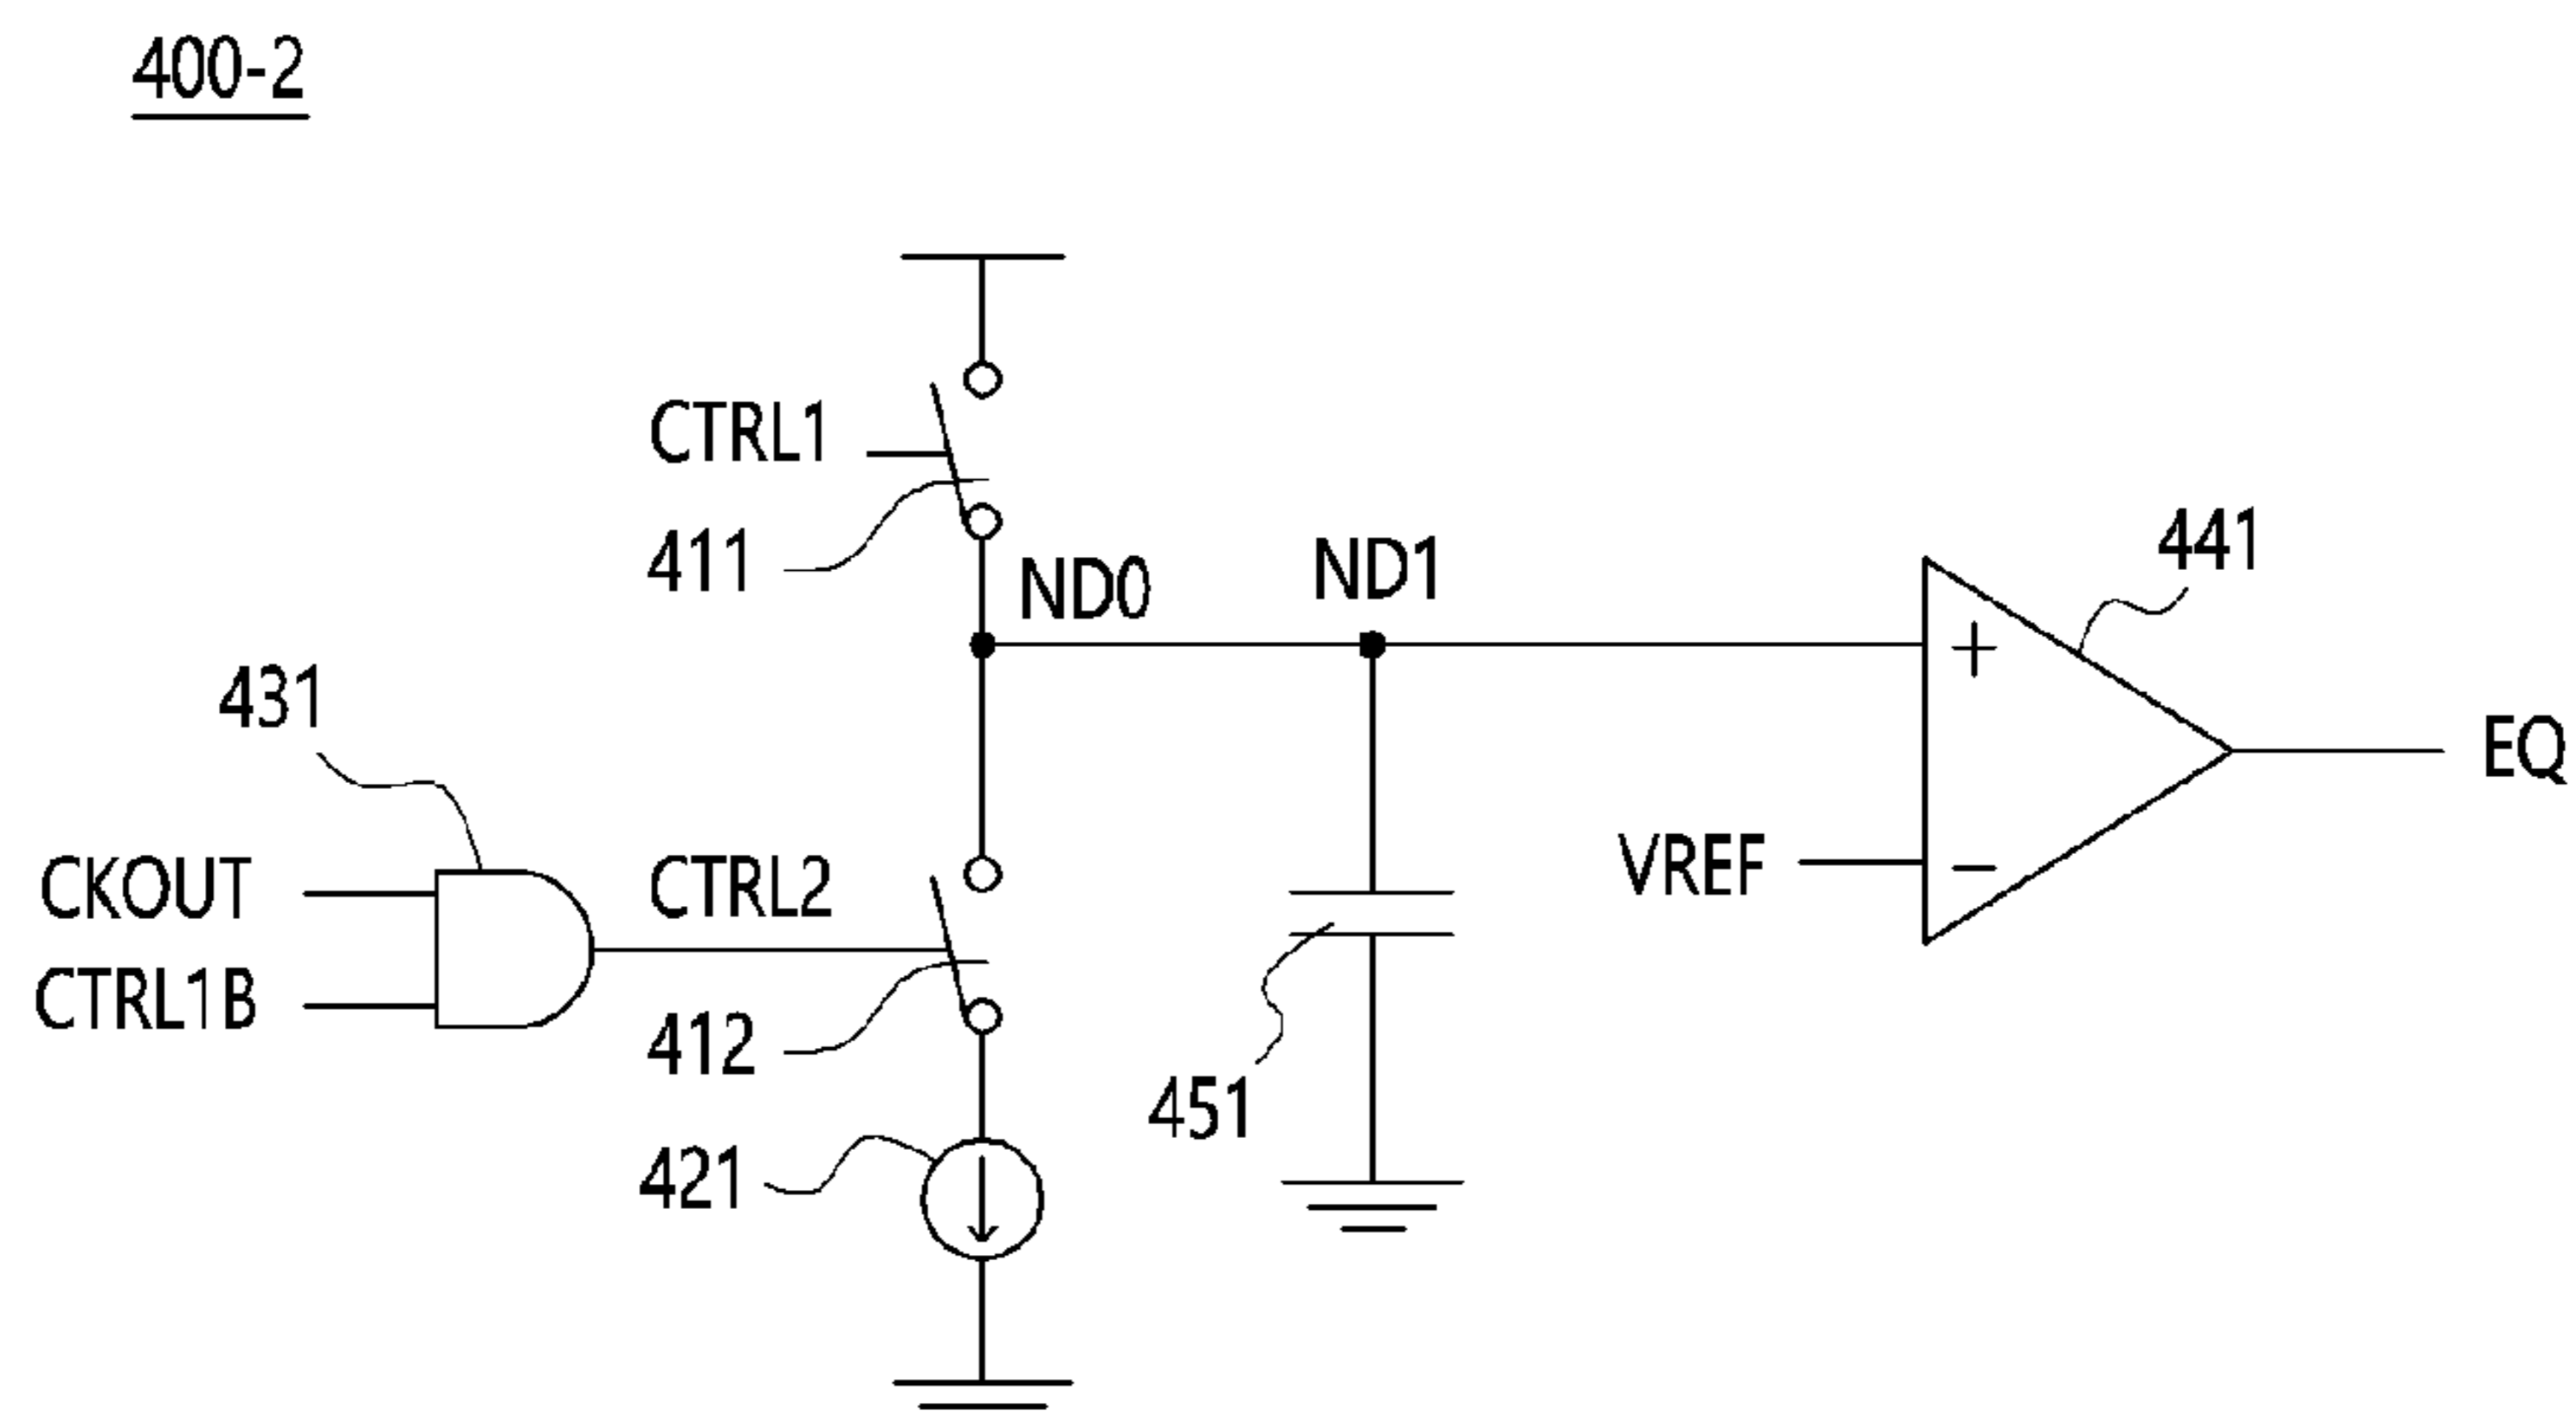 400-2
CTRL1
411
ND0
ND1
441
+
431
EQ
CKOUT
CTRL2
VREF
−
CTRL1B
412
451
421